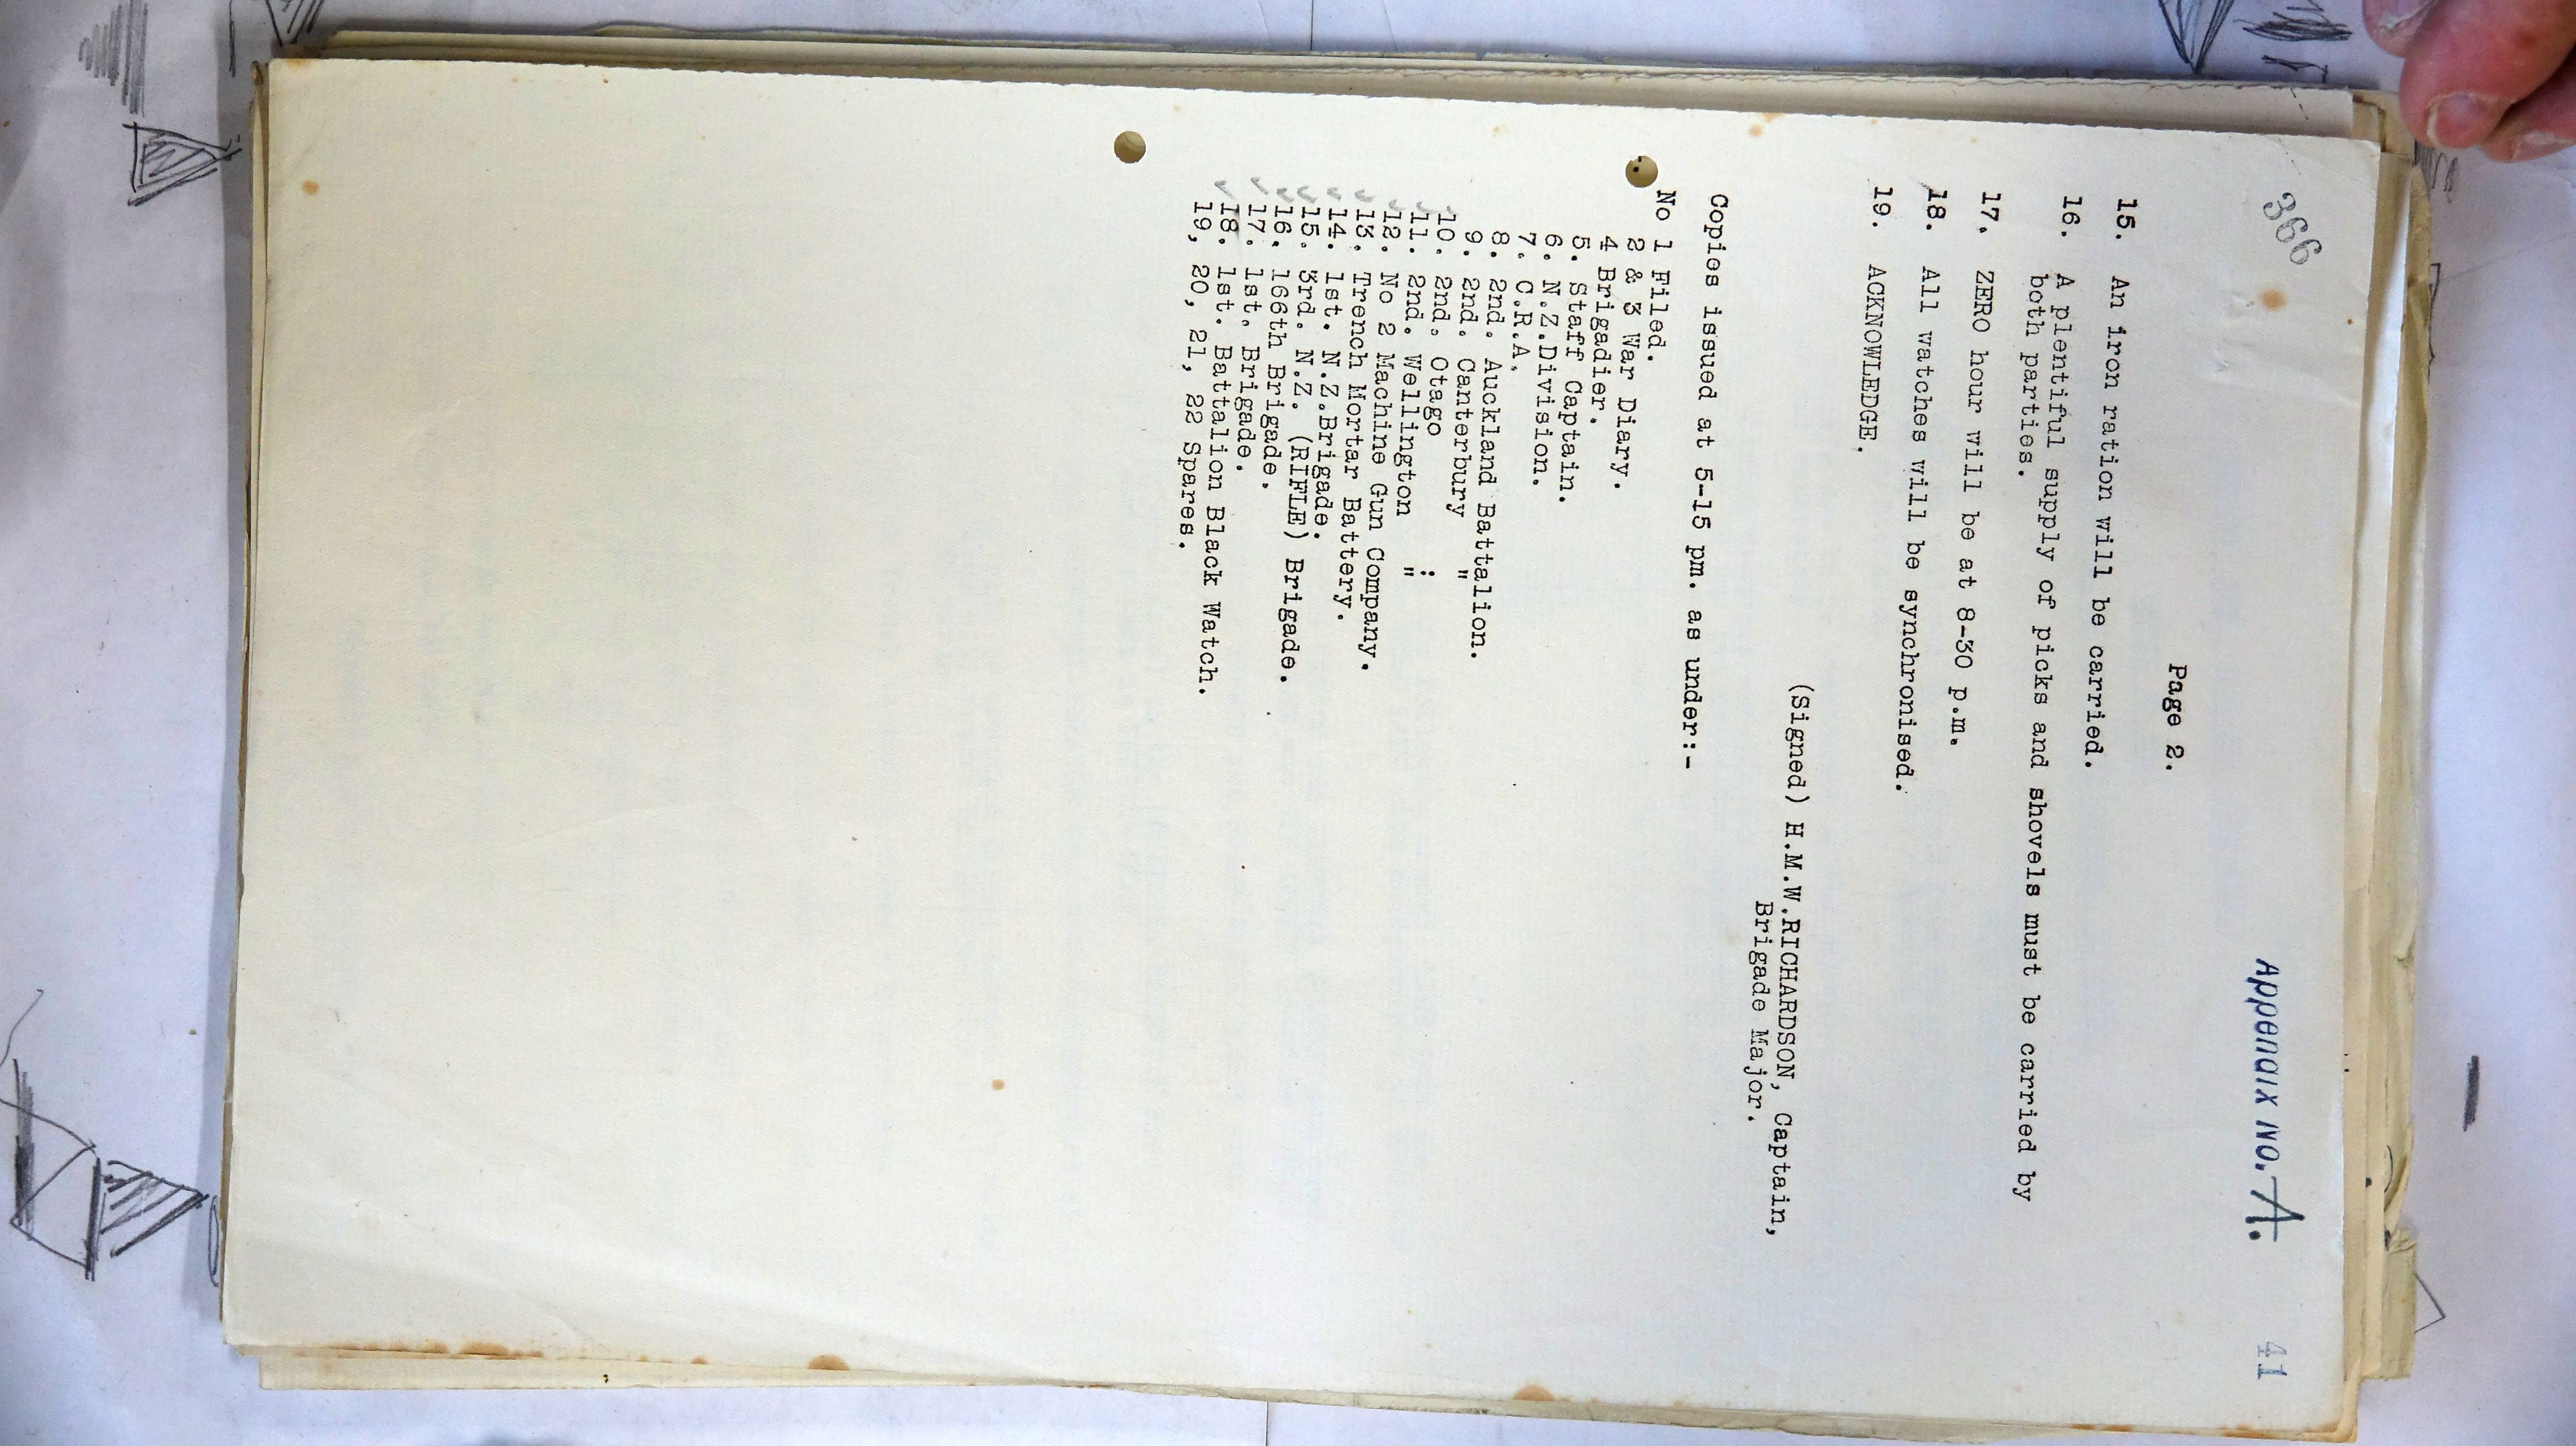 366
Appendix No. A.
41
Page 2.
15. An iron ration will be carried.
16. A plentiful supply of picks and shovels must be carried by
both parties.
17. ZERO hour will be at 8-30 p.m.
18. All watches will be synchronised.
19. ACKNOWLEDGE.
(Signed) H.M.W.RICHARDSON, Captain,
Brigade Major.
Copies issued at 5-15 pm. as under:-
No 1 Filed.
2 & 3 War Diary.
4 Brigadier.
5. Staff Captain.
6. N.Z.Division.
7. C.R.A.
8. 2nd. Auckland Battalion.
9. 2nd. Canterbury "
10. 2nd. Otago :
11. 2nd. Wellington "
12. No 2 Machine Gun Company.
13. Trench Mortar Battery.
14. 1st. N.Z.Brigade.
15. 3rd. N.Z. (RIFLE) Brigade.
16. 166th Brigade.
17. 1st. Brigade.
18. 1st. Battalion Black Watch.
19, 20, 21, 22 Spares.